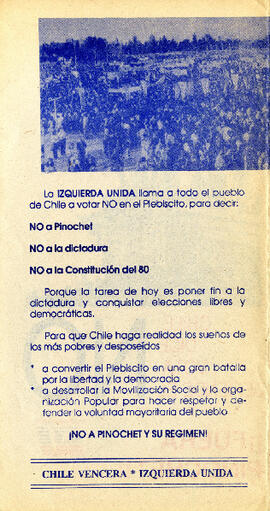 La IZQUIERDA UNIDA llama a todo el pueblo
de Chile a votar NO en el Plebiscito, para decir:
NO a Pinochet
NO a la dictadura
NO a la Constitución del 80
Porque la tarea de hoy es poner fin a la
dictadura y conquistar elecciones libres y
democráticas.
Para que Chile haga realidad los sueños de
los más pobres y desposeídos
* a convertir el Plebiscito en una gran batalla
por la libertad y la democracia
* a desarrollar la Movilización Social y la orga-
nización Popular para hacer respetar y de-
fender la voluntad mayoritaria del pueblo
¡NO A PINOCHET Y SU REGIMEN!
CHILE VENCERA * IZQUIERDA UNIDA